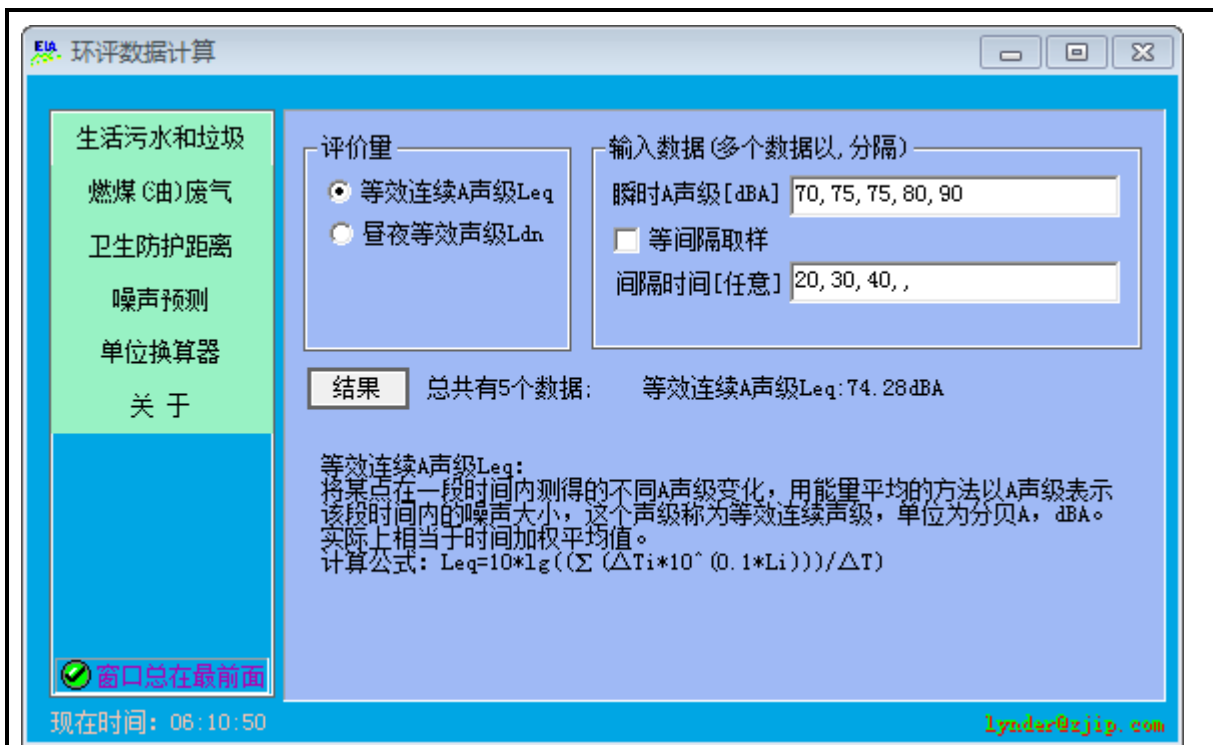 EIA 环评数据计算
生活污水和垃圾
燃煤(油)废气
卫生防护距离
噪声预测
单位换算器
关 于
窗口总在最前面
现在时间: 06:10:50
评价量
等效连续A声级Leq
昼夜等效声级Ldn
输入数据(多个数据以,分隔)
瞬时A声级[dBA] 70,75,75,80,90
等间隔取样
间隔时间[任意] 20,30,40,,
结果 总共有5个数据; 等效连续A声级Leq:74.28dBA
等效连续A声级Leq:
将某点在一段时间内测得的不同A声级变化，用能量平均的方法以A声级表示
该段时间内的噪声大小，这个声级称为等效连续声级，单位为分贝A，dBA。
实际上相当于时间加权平均值。
计算公式: Leq=10*lg((Σ(△Ti*10^(0.1*Li)))/△T)
lyndar@zjip.com